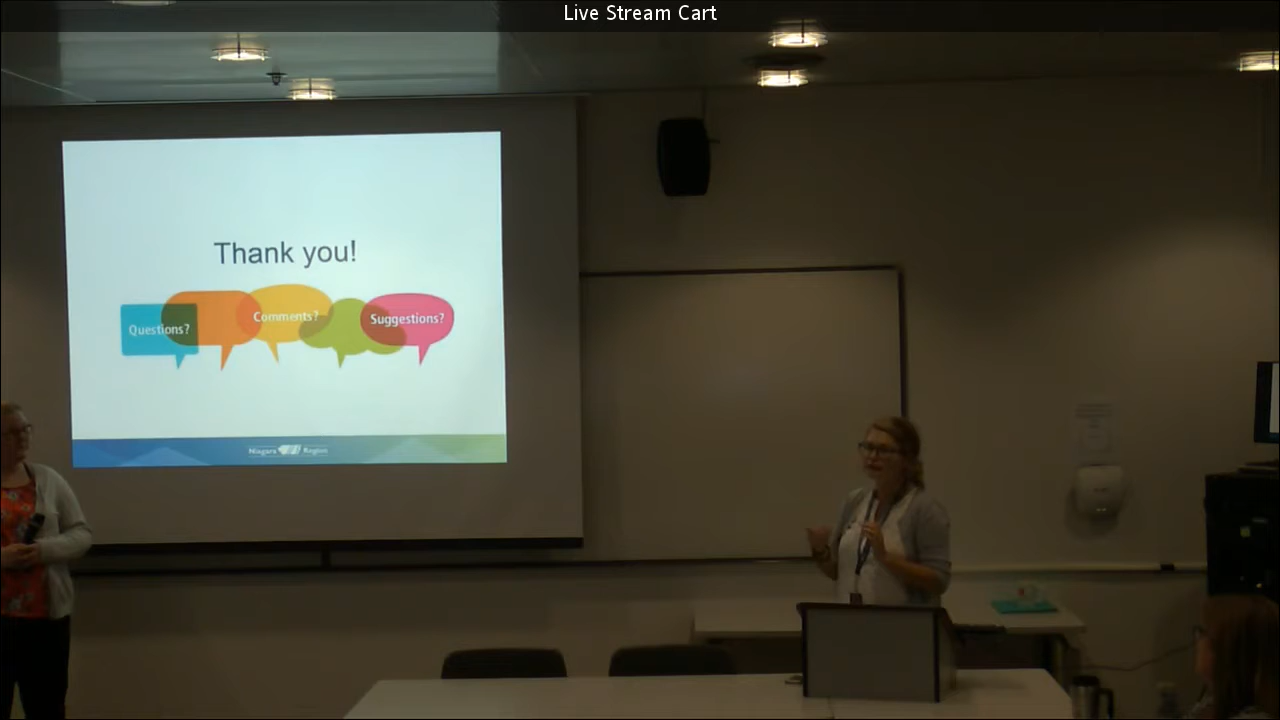 Live Stream Cart
Thank you!
Questions?
Comments?
Suggestions?
Niagara Region